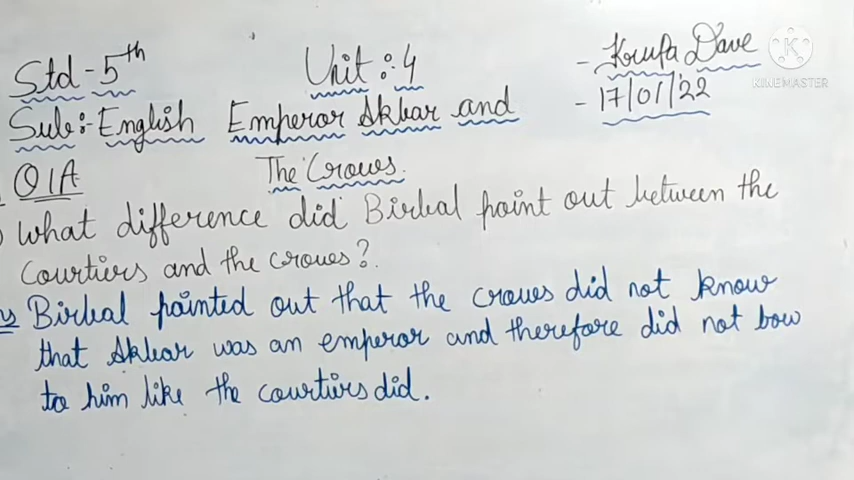 Std - 5th
Unit : 4
- Krupa Dave
KINEMASTER
Sub:- English
Emperor Akbar and
- 17/01/22
The Crows.
Q1A
What difference did Birbal point out between the
courtiers and the crows?
Birbal pointed out that the crows did not know
that Akbar was an emperor and therefore did not bow
to him like the courtiers did.